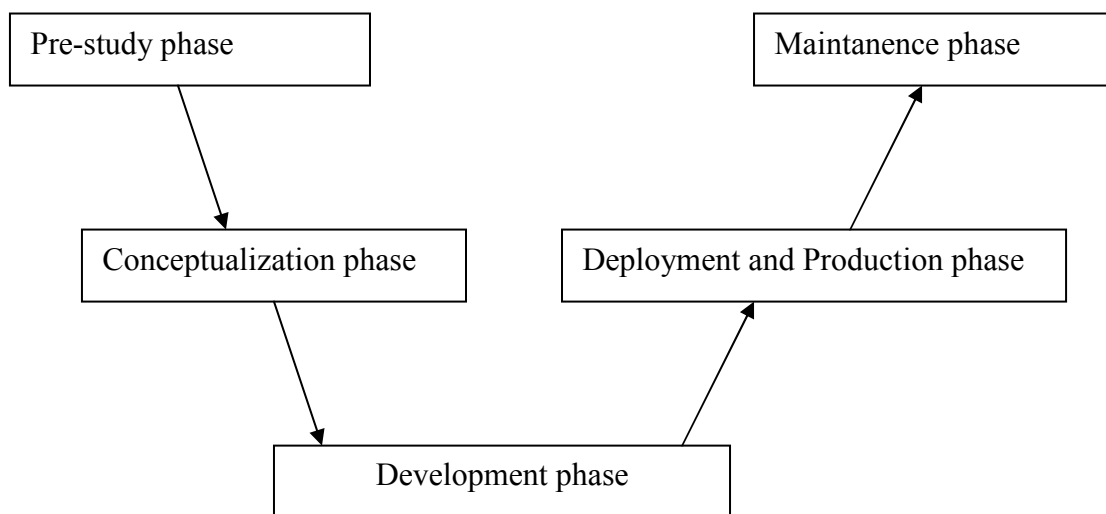 Pre-study phase
Maintanence phase
Conceptualization phase
Deployment and Production phase
Development phase